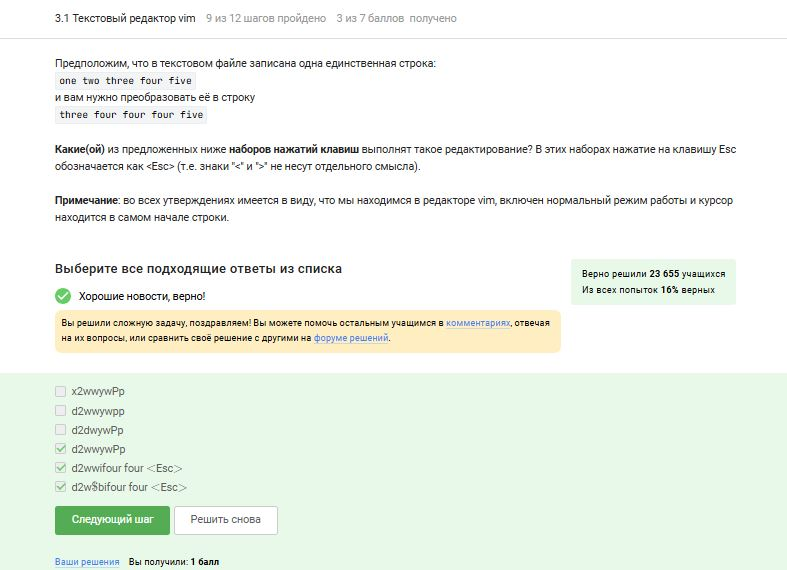 3.1 Текстовый редактор vim 9 из 12 шагов пройдено 3 из 7 баллов получено
Предположим, что в текстовом файле записана одна единственная строка:
one two three four five
и вам нужно преобразовать её в строку
three four four four five
Какие(ой) из предложенных ниже наборов нажатий клавиш выполнят такое редактирование? В этих наборах нажатие на клавишу Esc
обозначается как <Esc> (т.е. знаки "<" и ">" не несут отдельного смысла).
Примечание: во всех утверждениях имеется в виду, что мы находимся в редакторе vim, включен нормальный режим работы и курсор
находится в самом начале строки.
Выберите все подходящие ответы из списка
Верно решили 23 655 учащихся
Из всех попыток 16% верных
Хорошие новости, верно!
Вы решили сложную задачу, поздравляем! Вы можете помочь остальным учащимся в комментариях, отвечая
на их вопросы, или сравнить своё решение с другими на форуме решений.
x2wwywPp
d2wwywpp
d2dwywPp
d2wwywPp
d2wwifour four <Esc>
d2w$bifour four <Esc>
Следующий шаг Решить снова
Ваши решения Вы получили: 1 балл